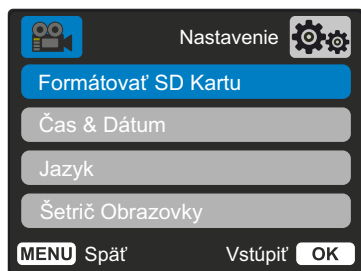 Nastavenie
Formátovať SD Kartu
Čas & Dátum
Jazyk
Šetrič Obrazovky
MENU Späť Vstúpiť OK